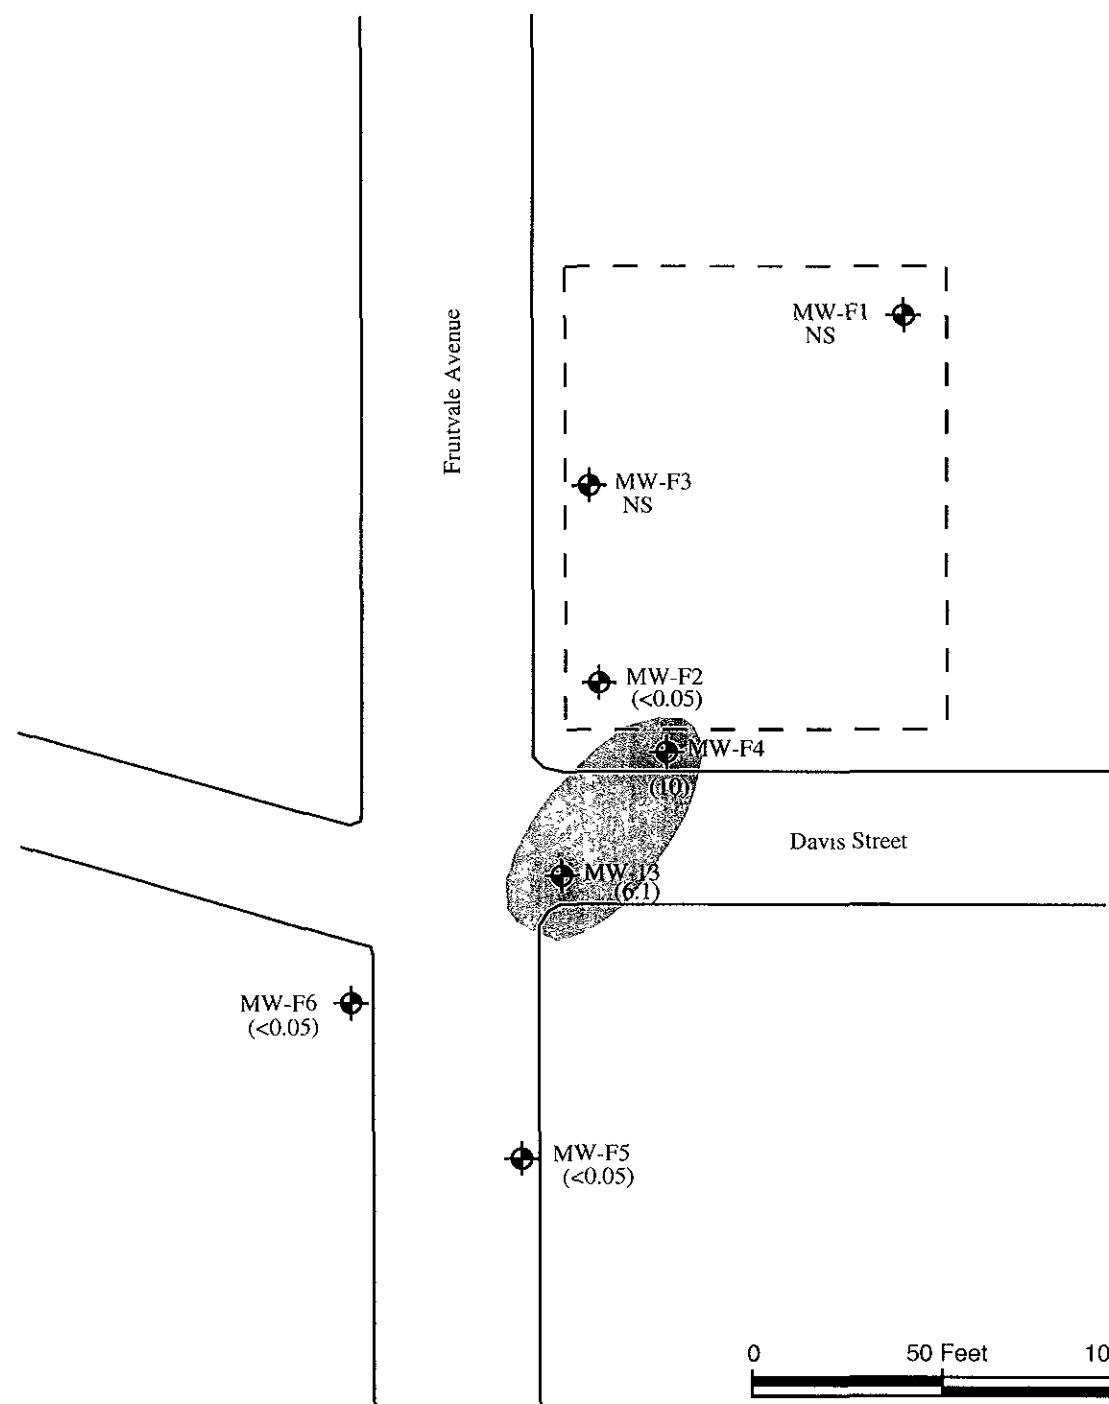 MW-F1
NS
Fruitvale Avenue
MW-F3
NS
MW-F2
(<0.05)
MW-F4
(10)
Davis Street
MW-13
(6.1)
MW-F6
(<0.05)
MW-F5
(<0.05)
0 50 Feet 10